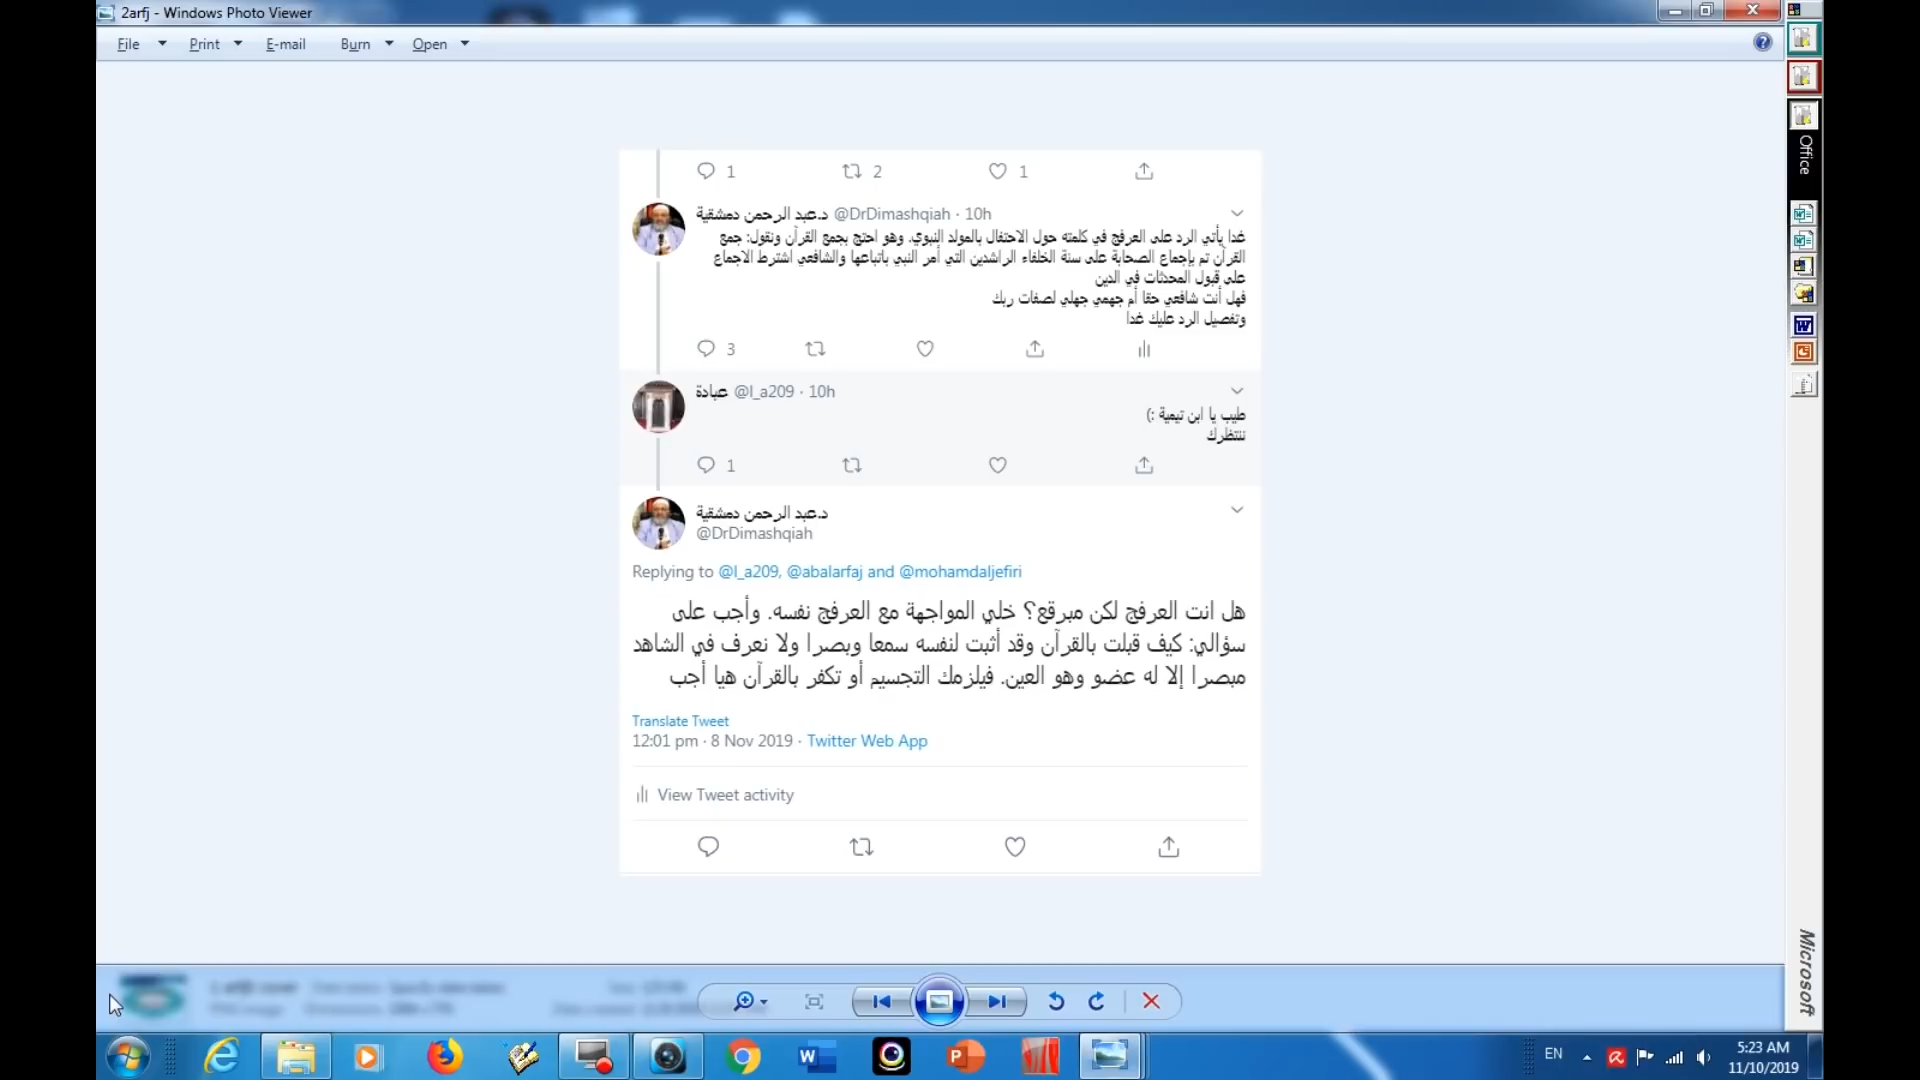 2arfj - Windows Photo Viewer
File
Print
E-mail
Burn
Open
1
2
1
د.عبد الرحمن دمشقية @DrDimashqiah · 10h
غدا يأتي الرد على العرفج في كلمته حول الاحتفال بالمولد النبوي. وهو احتج بجمع القرآن ونقول: جمع
القرآن تم بإجماع الصحابة على سنة الخلفاء الراشدين التي أمر النبي باتباعها والشافعي اشترط الاجماع
على قبول المحدثات في الدين
فهل أنت شافعي حقا أم جهمي جهلي لصفات ربك
وتفصيل الرد عليك غدا
3
عبادة @l_a209 · 10h
طيب يا ابن تيمية :)
ننتظرك
1
د.عبد الرحمن دمشقية
@DrDimashqiah
Replying to @l_a209, @abalarfaj and @mohamdaljefiri
هل انت العرفج لكن مبرقع؟ خلي المواجهة مع العرفج نفسه. وأجب على
سؤالي: كيف قبلت بالقرآن وقد أثبت لنفسه سمعا وبصرا ولا نعرف في الشاهد
مبصرا إلا له عضو وهو العين. فيلزمك التجسيم أو تكفر بالقرآن هيا أجب
Translate Tweet
12:01 pm · 8 Nov 2019 · Twitter Web App
View Tweet activity
Office
Microsoft
EN
5:23 AM
11/10/2019